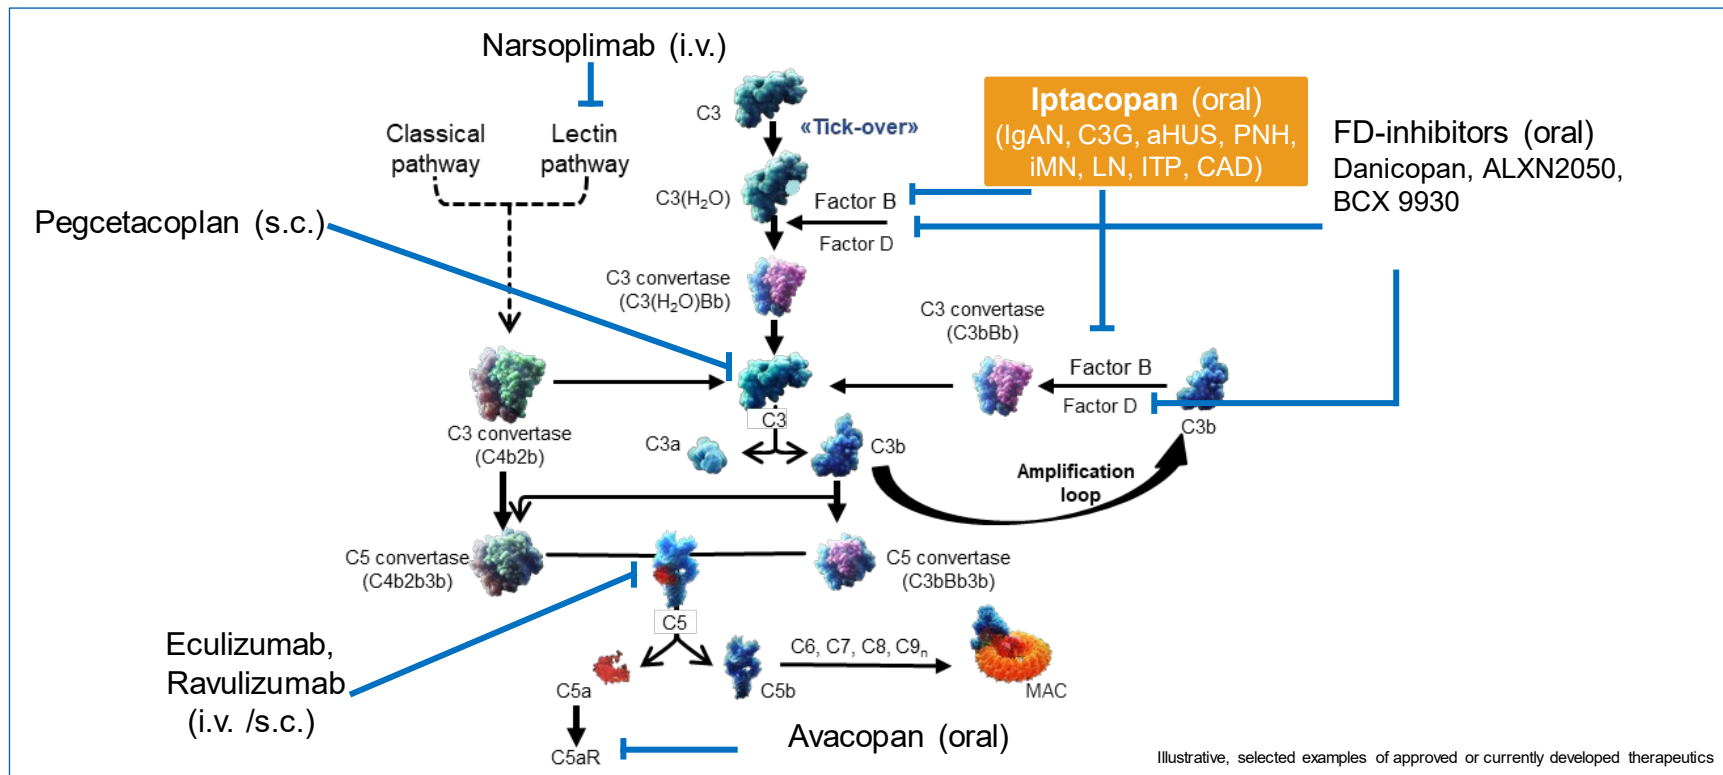 Narsoplimab (i.v.)
Classical
pathway
Lectin
pathway
C3
«Tick-over»
Iptacopan (oral)
(IgAN, C3G, aHUS, PNH,
iMN, LN, ITP, CAD)
FD-inhibitors (oral)
Danicopan, ALXN2050,
BCX 9930
C3(H₂O)
Factor B
Factor D
Pegcetacoplan (s.c.)
C3 convertase
(C3(H₂O)Bb)
C3 convertase
(C3bBb)
Factor B
Factor D
C3b
C3
C3 convertase
(C4b2b)
C3a
C3b
Amplification
loop
C5 convertase
(C4b2b3b)
C5 convertase
(C3bBb3b)
C5
Eculizumab,
Ravulizumab
(i.v. /s.c.)
C6, C7, C8, C9ₙ
C5a
C5b
MAC
C5aR
Avacopan (oral)
Illustrative, selected examples of approved or currently developed therapeutics